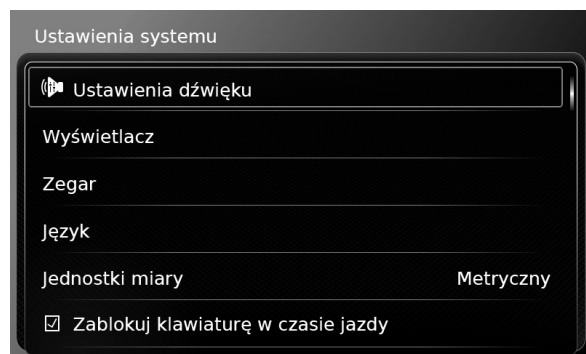 Ustawienia systemu
Ustawienia dźwięku
Wyświetlacz
Zegar
Język
Jednostki miary Metryczny
Zablokuj klawiaturę w czasie jazdy